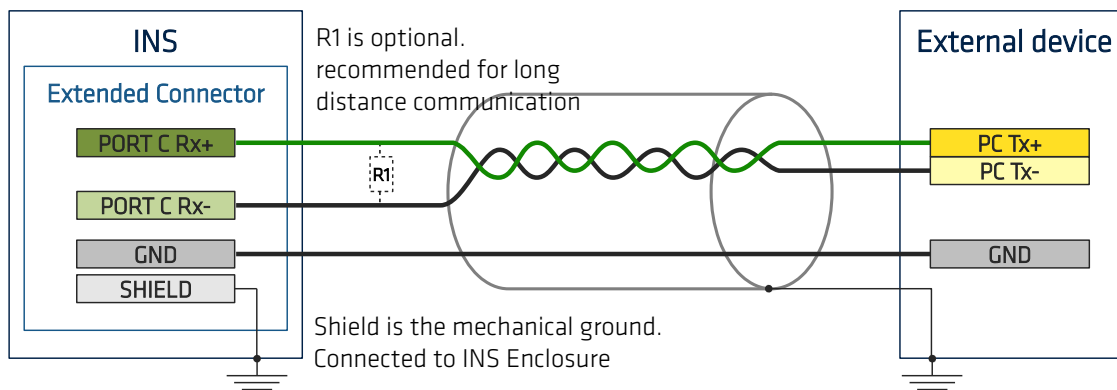 INS
Extended Connector
PORT C Rx+
PORT C Rx-
GND
SHIELD
R1 is optional.
recommended for long
distance communication
R1
Shield is the mechanical ground.
Connected to INS Enclosure
External device
PC Tx+
PC Tx-
GND